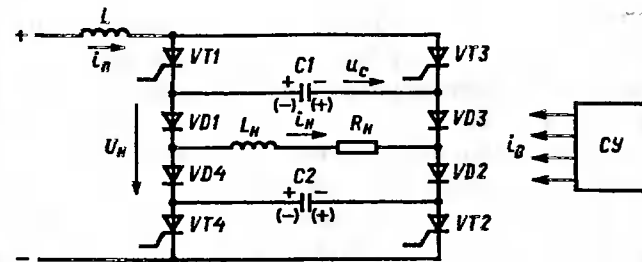 L
+
iп
VT1
VT3
C1
uc
+
−
(−)
(+)
VD1
VD3
Uн
Lн
iн
Rн
iв
СУ
VD4
VD2
C2
+
−
(−)
(+)
VT4
VT2
−